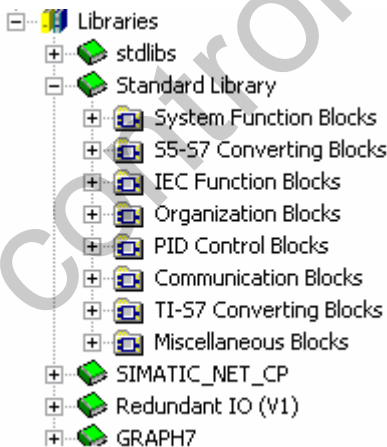 Libraries
stdlibs
Standard Library
System Function Blocks
S5-S7 Converting Blocks
IEC Function Blocks
Organization Blocks
PID Control Blocks
Communication Blocks
TI-S7 Converting Blocks
Miscellaneous Blocks
SIMATIC_NET_CP
Redundant IO (V1)
GRAPH7